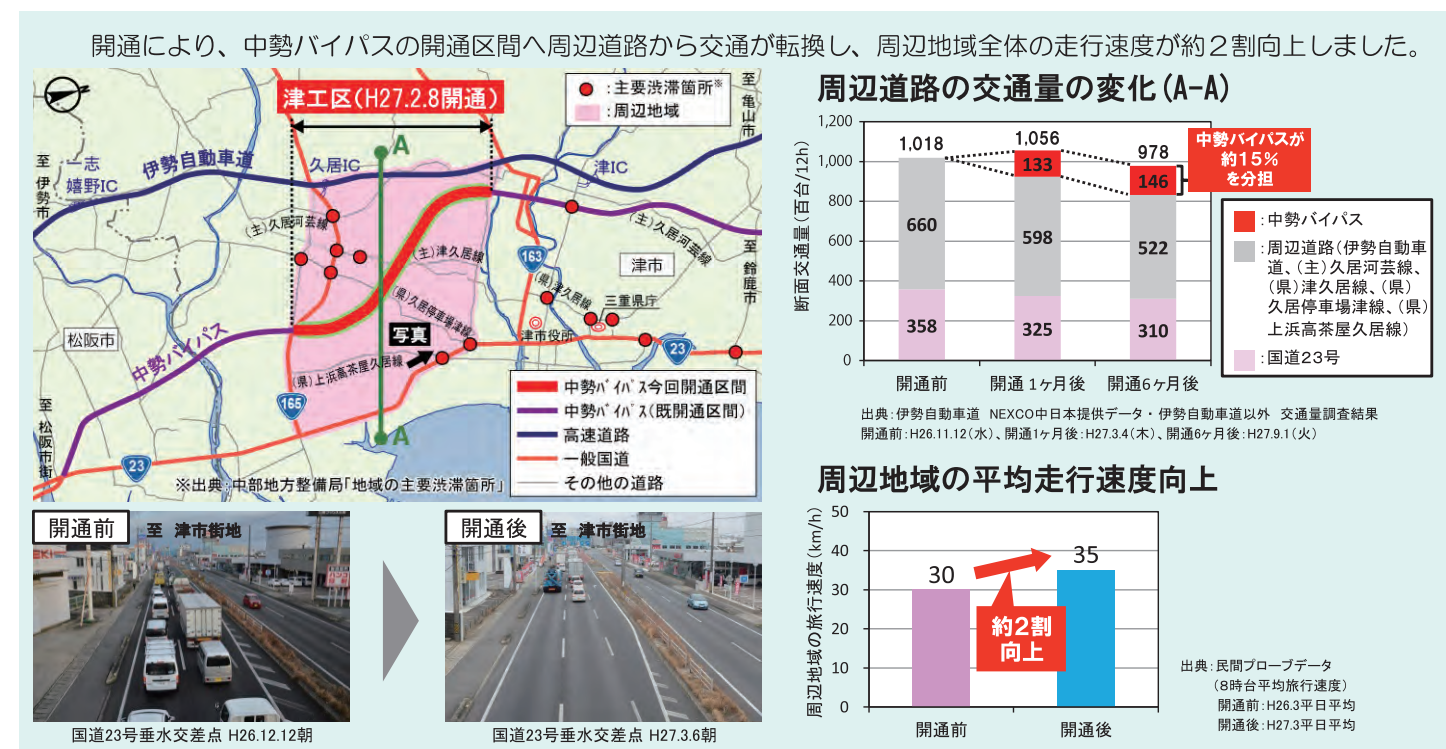 開通により、中勢バイパスの開通区間へ周辺道路から交通が転換し、周辺地域全体の走行速度が約2割向上しました。
津工区(H27.2.8開通)
:主要渋滞箇所※
:周辺地域
至 亀山市
至 伊勢市
一志
嬉野IC
伊勢自動車道
久居IC
A
津IC
(主)久居河芸線
(主)津久居線
(主)久居河芸線
163
津市
至 鈴鹿市
(県)津久居線
三重県庁
(県)久居停車場津線
津市役所
写真
23
松阪市
中勢バイパス
(県)上浜高茶屋久居線
165
A
至 松阪市街
23
中勢バイパス今回開通区間
中勢バイパス(既開通区間)
高速道路
一般国道
その他の道路
※出典:中部地方整備局「地域の主要渋滞箇所」
開通前
至 津市街地
国道23号垂水交差点 H26.12.12朝
開通後
至 津市街地
国道23号垂水交差点 H27.3.6朝
周辺道路の交通量の変化(A-A)
断面交通量(百台/12h)
1,200
1,000
800
600
400
200
0
1,018
660
358
1,056
133
598
325
978
146
522
310
開通前
開通1ヶ月後
開通6ヶ月後
中勢バイパスが
約15%
を分担
:中勢バイパス
:周辺道路(伊勢自動車
道、(主)久居河芸線、
(県)津久居線、(県)
久居停車場津線、(県)
上浜高茶屋久居線)
:国道23号
出典:伊勢自動車道 NEXCO中日本提供データ・伊勢自動車道以外 交通量調査結果
開通前:H26.11.12(水)、開通1ヶ月後:H27.3.4(木)、開通6ヶ月後:H27.9.1(火)
周辺地域の平均走行速度向上
周辺地域の旅行速度(km/h)
50
40
30
20
10
0
30
35
約2割
向上
開通前
開通後
出典:民間プローブデータ
(8時台平均旅行速度)
開通前:H26.3平日平均
開通後:H27.3平日平均